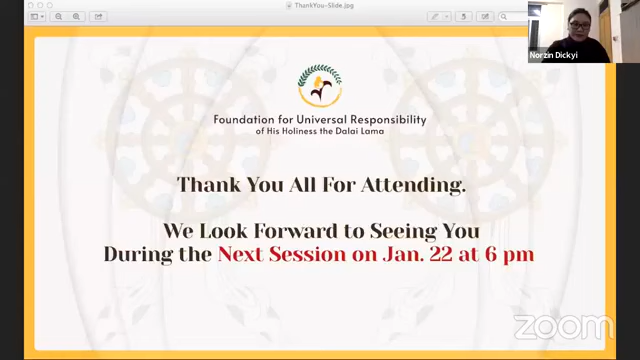 ThankYou-Slide.jpg
Norzin Dickyi
Foundation for Universal Responsibility
of His Holiness the Dalai Lama
Thank You All For Attending.
We Look Forward to Seeing You
During the Next Session on Jan. 22 at 6 pm
zoom